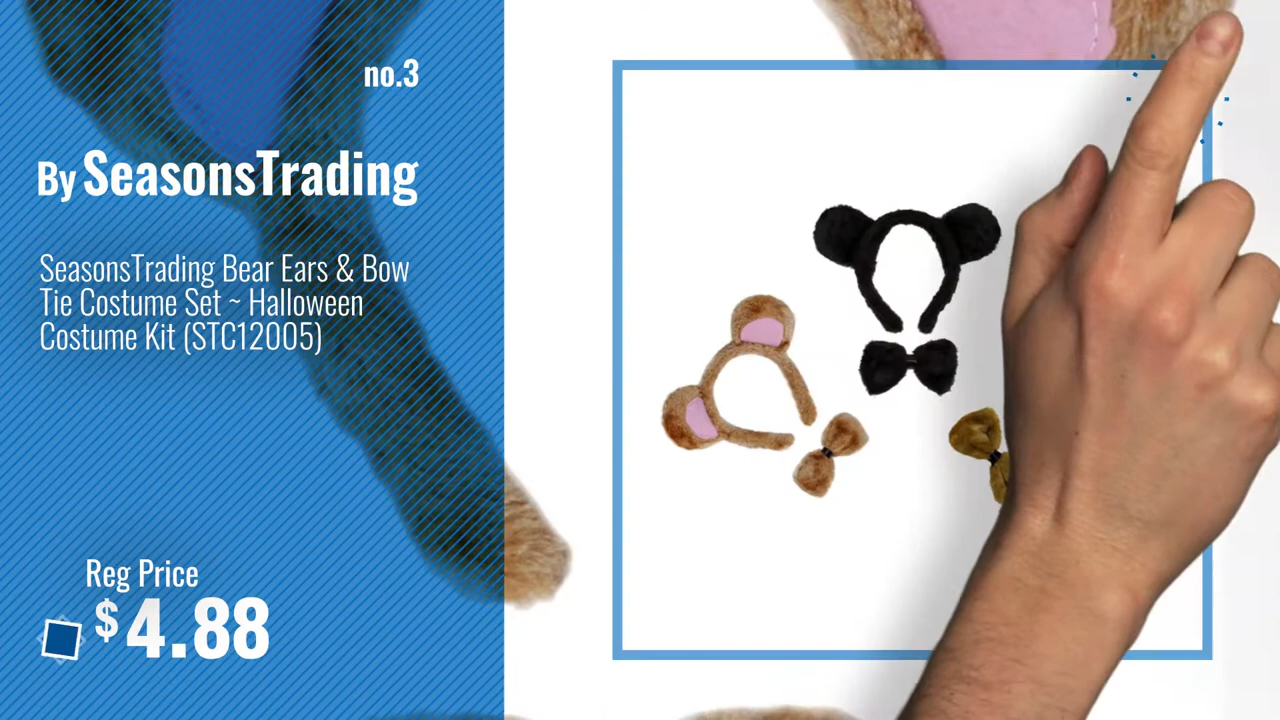 no.3
By SeasonsTrading
SeasonsTrading Bear Ears & Bow
Tie Costume Set ~ Halloween
Costume Kit (STC12005)
Reg Price
$4.88